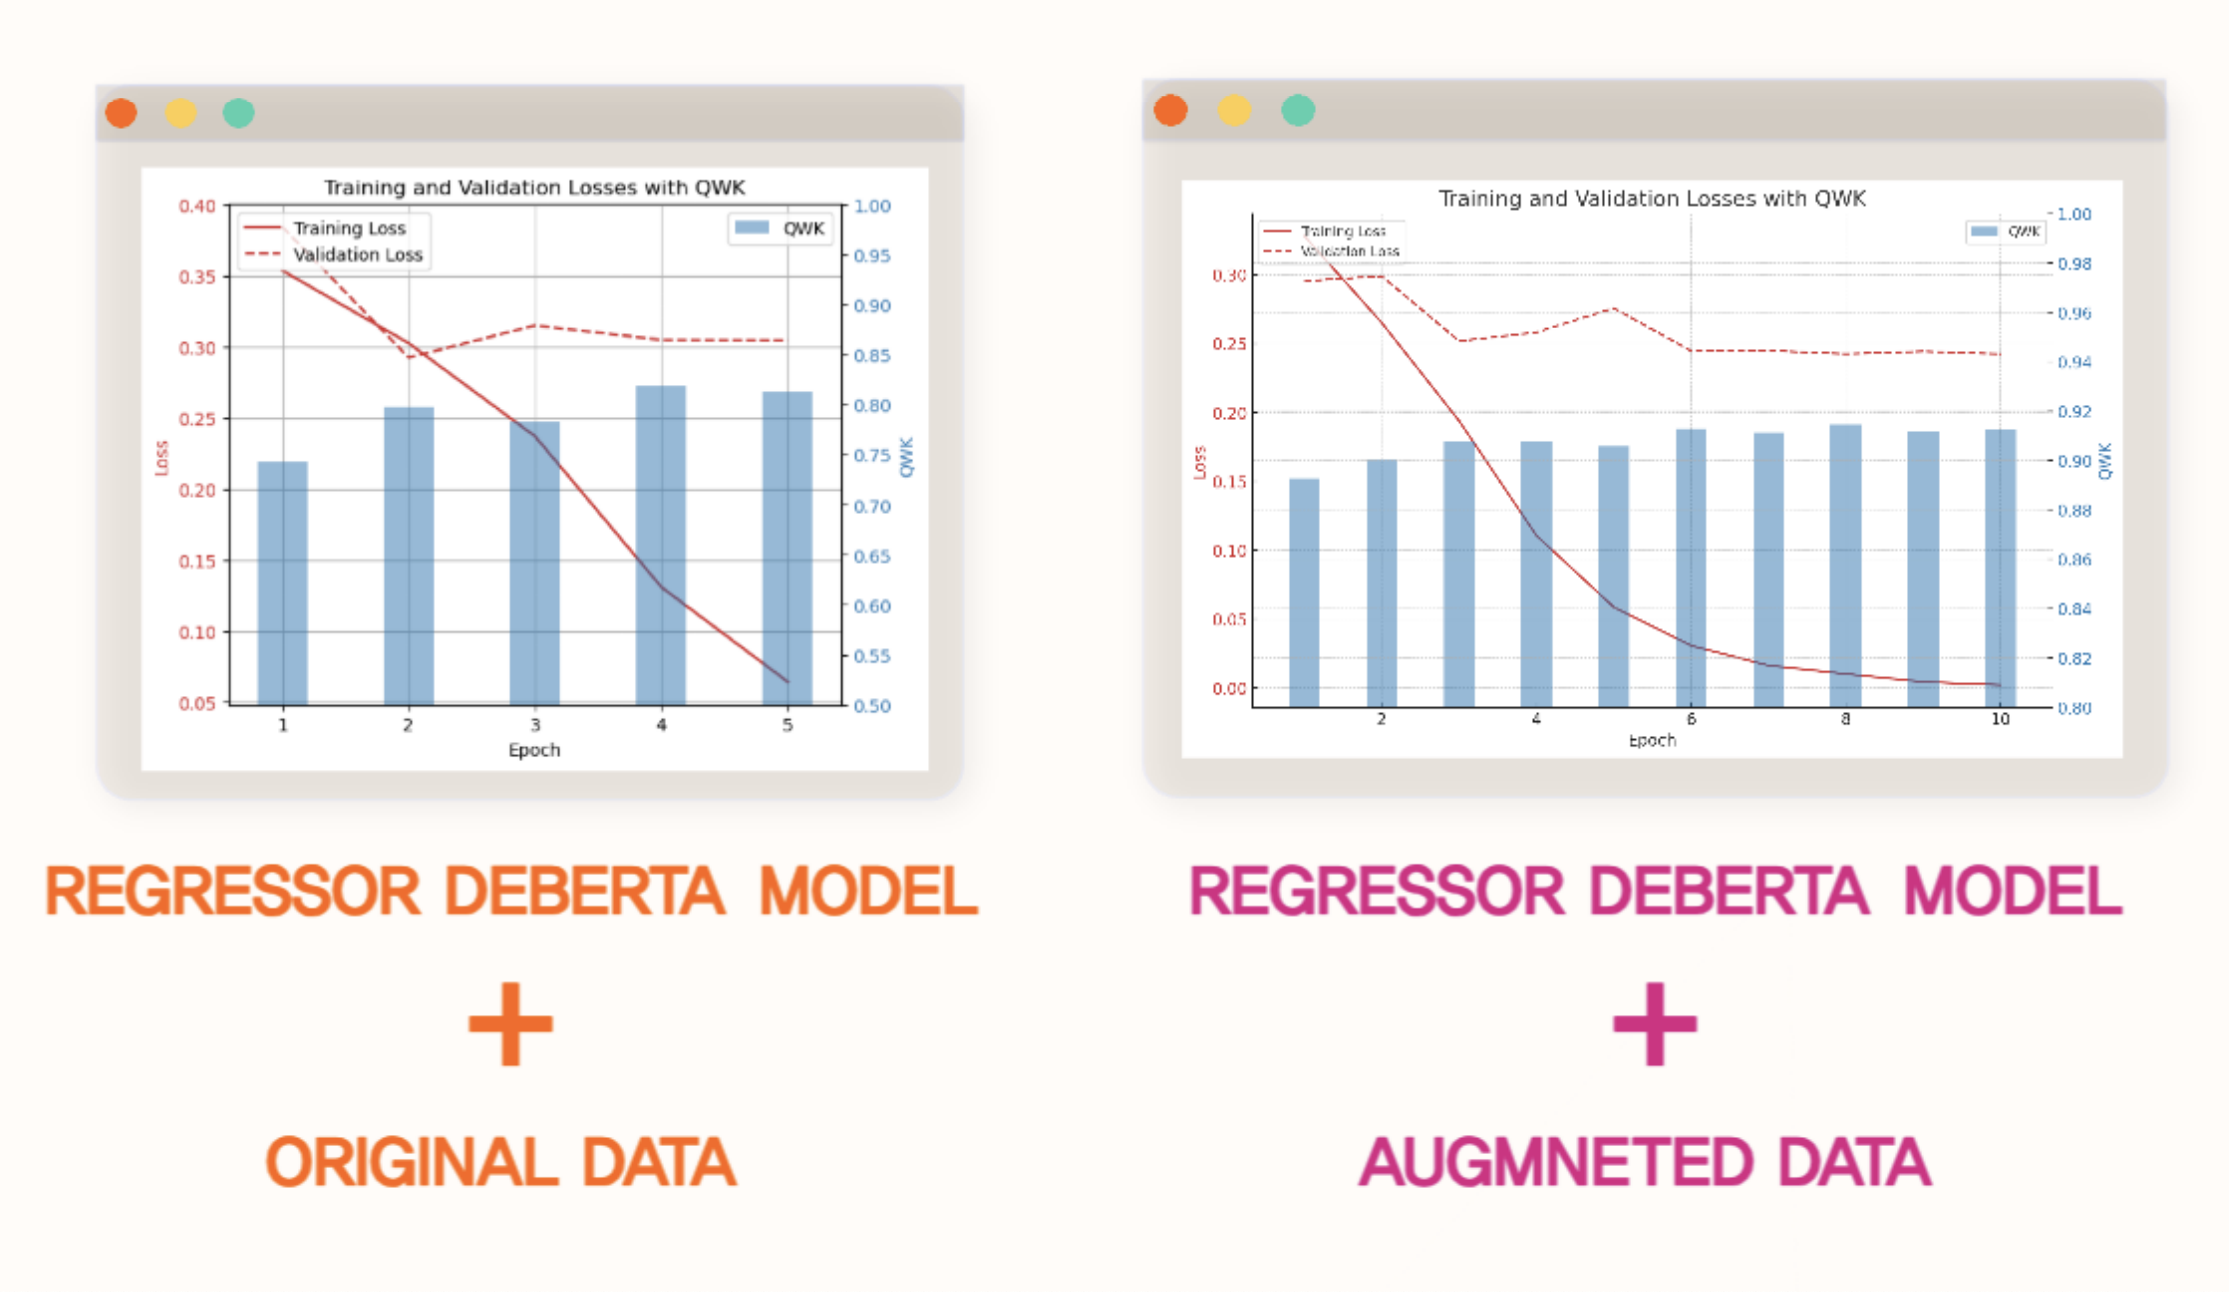 Training and Validation Losses with QWK
Training Loss
Validation Loss
QWK
0.40
0.35
0.30
0.25
0.20
0.15
0.10
0.05
Loss
1.00
0.95
0.90
0.85
0.80
0.75
0.70
0.65
0.60
0.55
0.50
QWK
1 2 3 4 5
Epoch
REGRESSOR DEBERTA MODEL
+
ORIGINAL DATA
Training and Validation Losses with QWK
Training Loss
Validation Loss
QWK
0.30
0.25
0.20
0.15
0.10
0.05
0.00
Loss
1.00
0.98
0.96
0.94
0.92
0.90
0.88
0.86
0.84
0.82
0.80
QWK
2 4 6 8 10
Epoch
REGRESSOR DEBERTA MODEL
+
AUGMNETED DATA